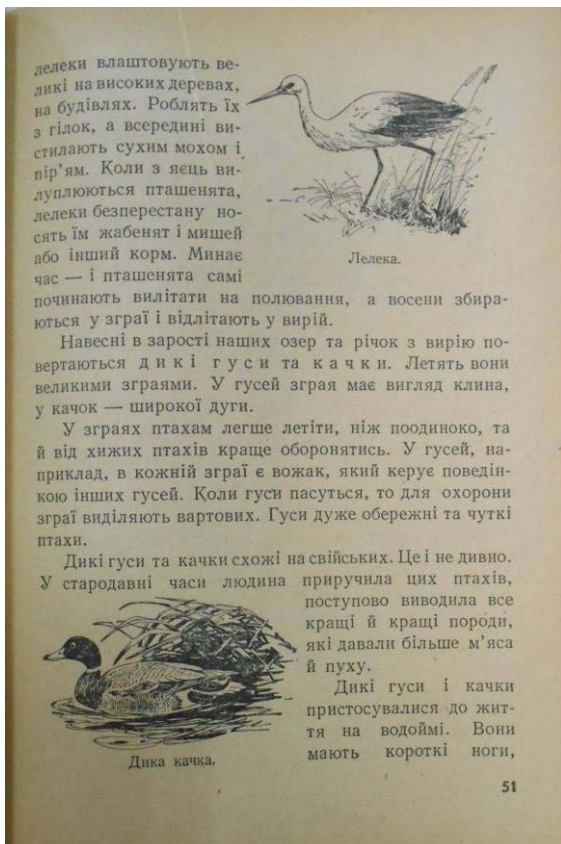 лелеки влаштовують ве-
ликі на високих деревах,
на будівлях. Роблять їх
з гілок, а всередині ви-
стилають сухим мохом і
пір’ям. Коли з яєць ви-
луплюються пташенята,
лелеки безперестану но-
сять їм жабенят і мишей
або інший корм. Минає
час — і пташенята самі
Лелека.
починають вилітати на полювання, а восени збира-
ються у зграї і відлітають у вирій.
Навесні в зарості наших озер та річок з вирію по-
вертаються дикі гуси та качки. Летять вони
великими зграями. У гусей зграя має вигляд клина,
у качок — широкої дуги.
У зграях птахам легше летіти, ніж поодиноко, та
й від хижих птахів краще оборонятись. У гусей, на-
приклад, в кожній зграї є вожак, який керує поведін-
кою інших гусей. Коли гуси пасуться, то для охорони
зграї виділяють вартових. Гуси дуже обережні та чуткі
птахи.
Дикі гуси та качки схожі на свійських. Це і не дивно.
У стародавні часи людина приручила цих птахів,
поступово виводила все
кращі й кращі породи,
які давали більше м’яса
й пуху.
Дикі гуси і качки
пристосувалися до жит-
тя на водоймі. Вони
мають короткі ноги,
Дика качка.
51